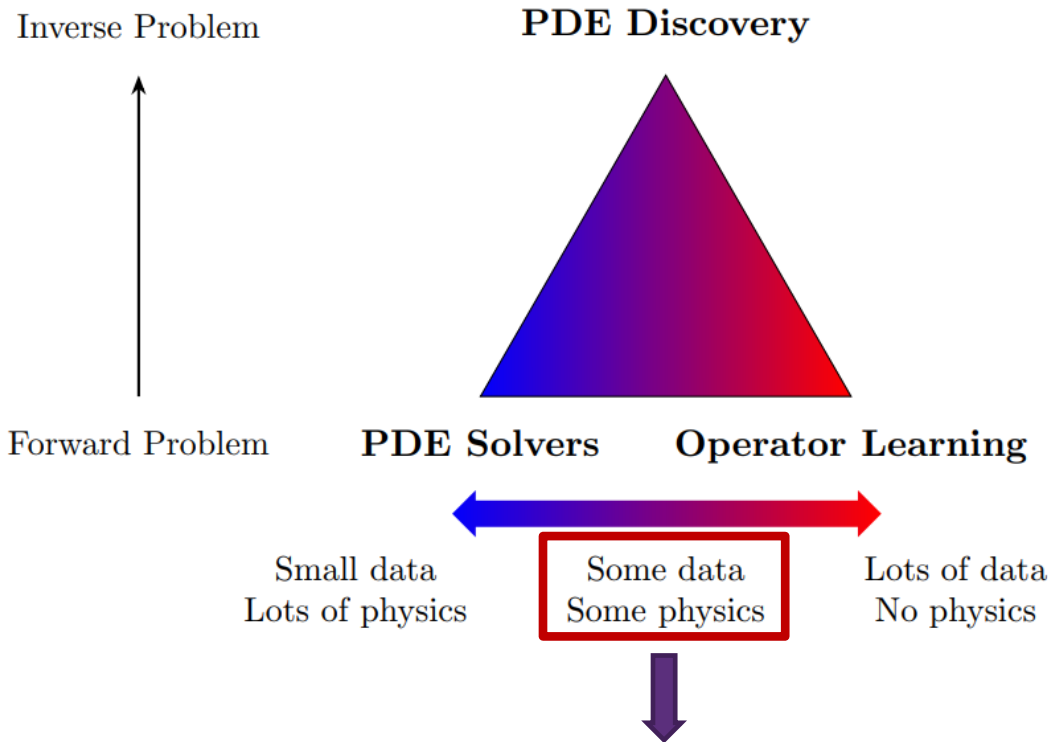 Inverse Problem
PDE Discovery
Forward Problem
PDE Solvers
Operator Learning
Small data
Lots of physics
Some data
Some physics
Lots of data
No physics